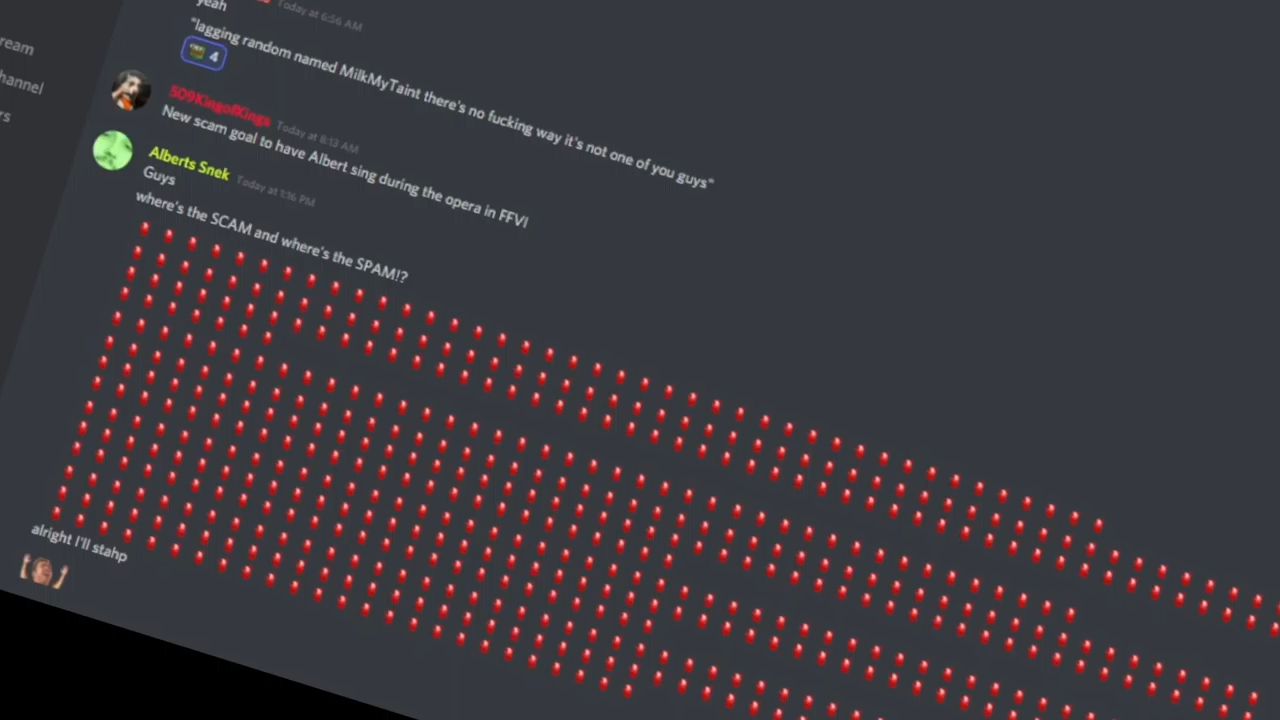 ream
hannel
rs
yeah
Today at 6:56 AM
"lagging random named MilkMyTaint there's no fucking way it's not one of you guys"
4
509KingofKings Today at 8:13 AM
New scam goal to have Albert sing during the opera in FFVI
Alberts Snek Today at 1:16 PM
Guys
where's the SCAM and where's the SPAM!?
alright I'll stahp